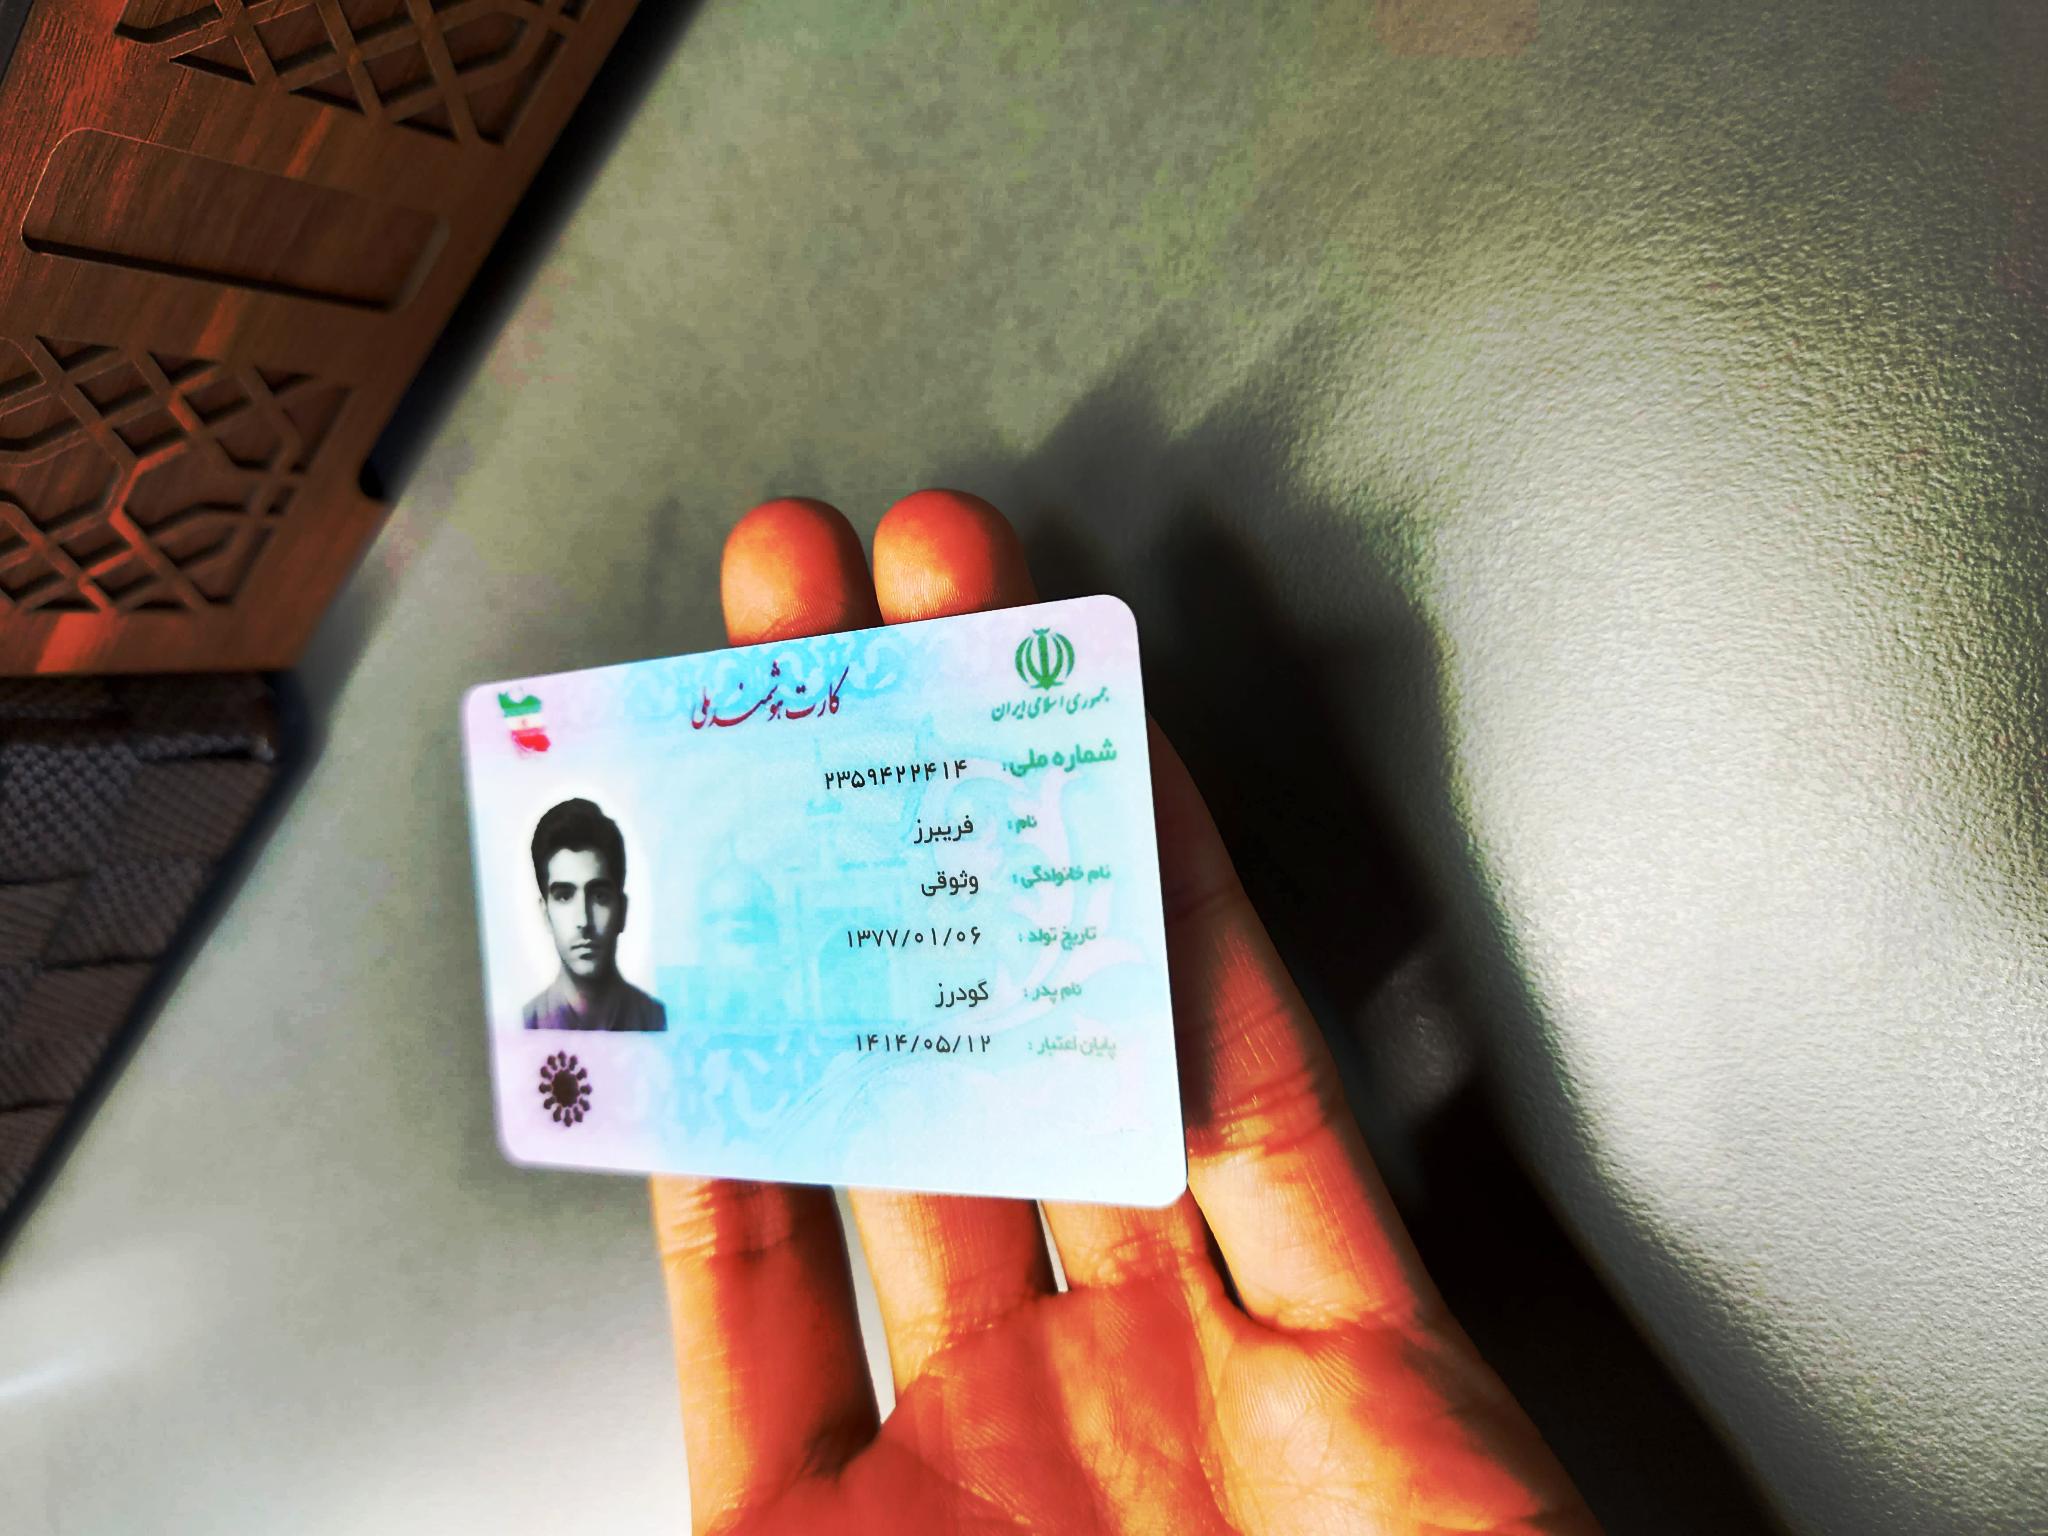 جمهوری اسلامی ایران
کارت هوشمند ملی
شماره ملی: ۲۳۵۹۴۲۲۴۱۴
نام: فریبرز
نام خانوادگی: وثوقی
تاریخ تولد: ۱۳۷۷/۰۱/۰۶
نام پدر: گودرز
پایان اعتبار: ۱۴۱۴/۰۵/۱۲